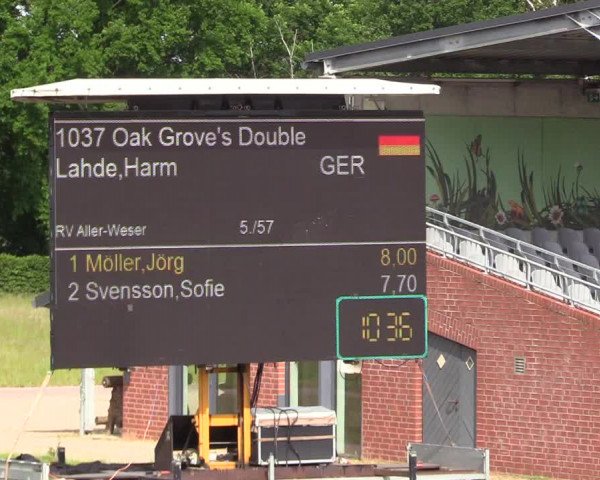 1037 Oak Grove's Double
Lahde,Harm GER
RV Aller-Weser 5./57
1 Möller,Jörg 8,00
2 Svensson,Sofie 7,70
10 36